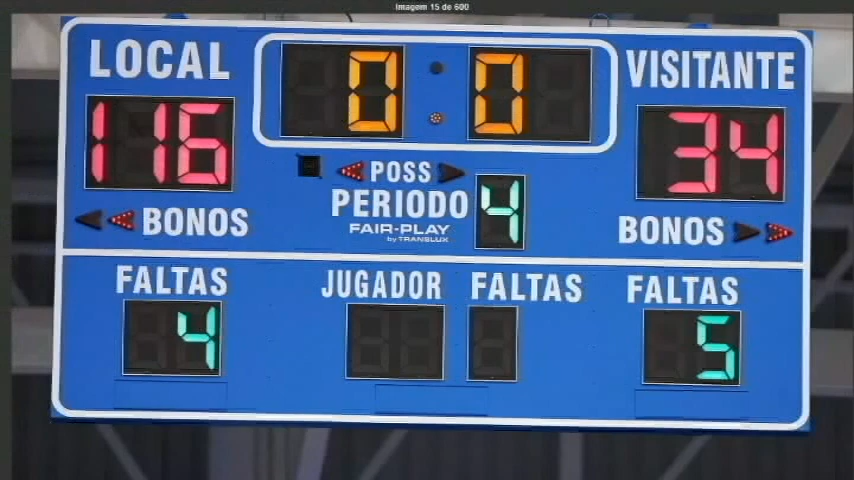 Imagem 15 de 600
LOCAL 0 : 0 VISITANTE
116 34
POSS
PERIODO 4
BONOS FAIR-PLAY BONOS
by TRANSLUX
FALTAS JUGADOR FALTAS FALTAS
4 5